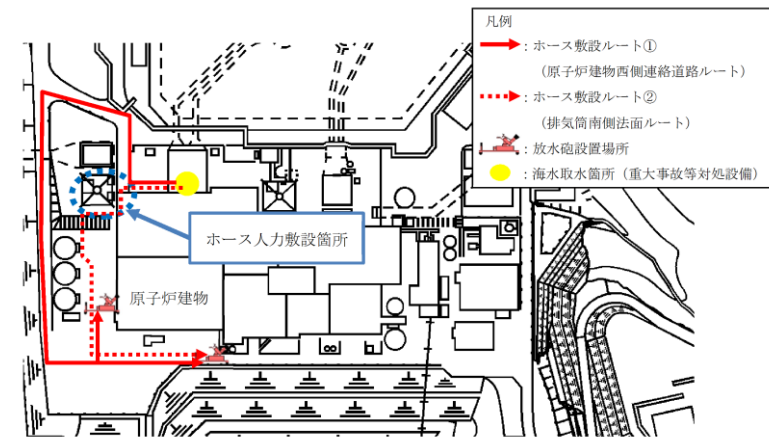 凡例
：ホース敷設ルート①
（原子炉建物西側連絡道路ルート）
：ホース敷設ルート②
（排気筒南側法面ルート）
：放水砲設置場所
：海水取水箇所（重大事故等対処設備）
ホース人力敷設箇所
原子炉建物